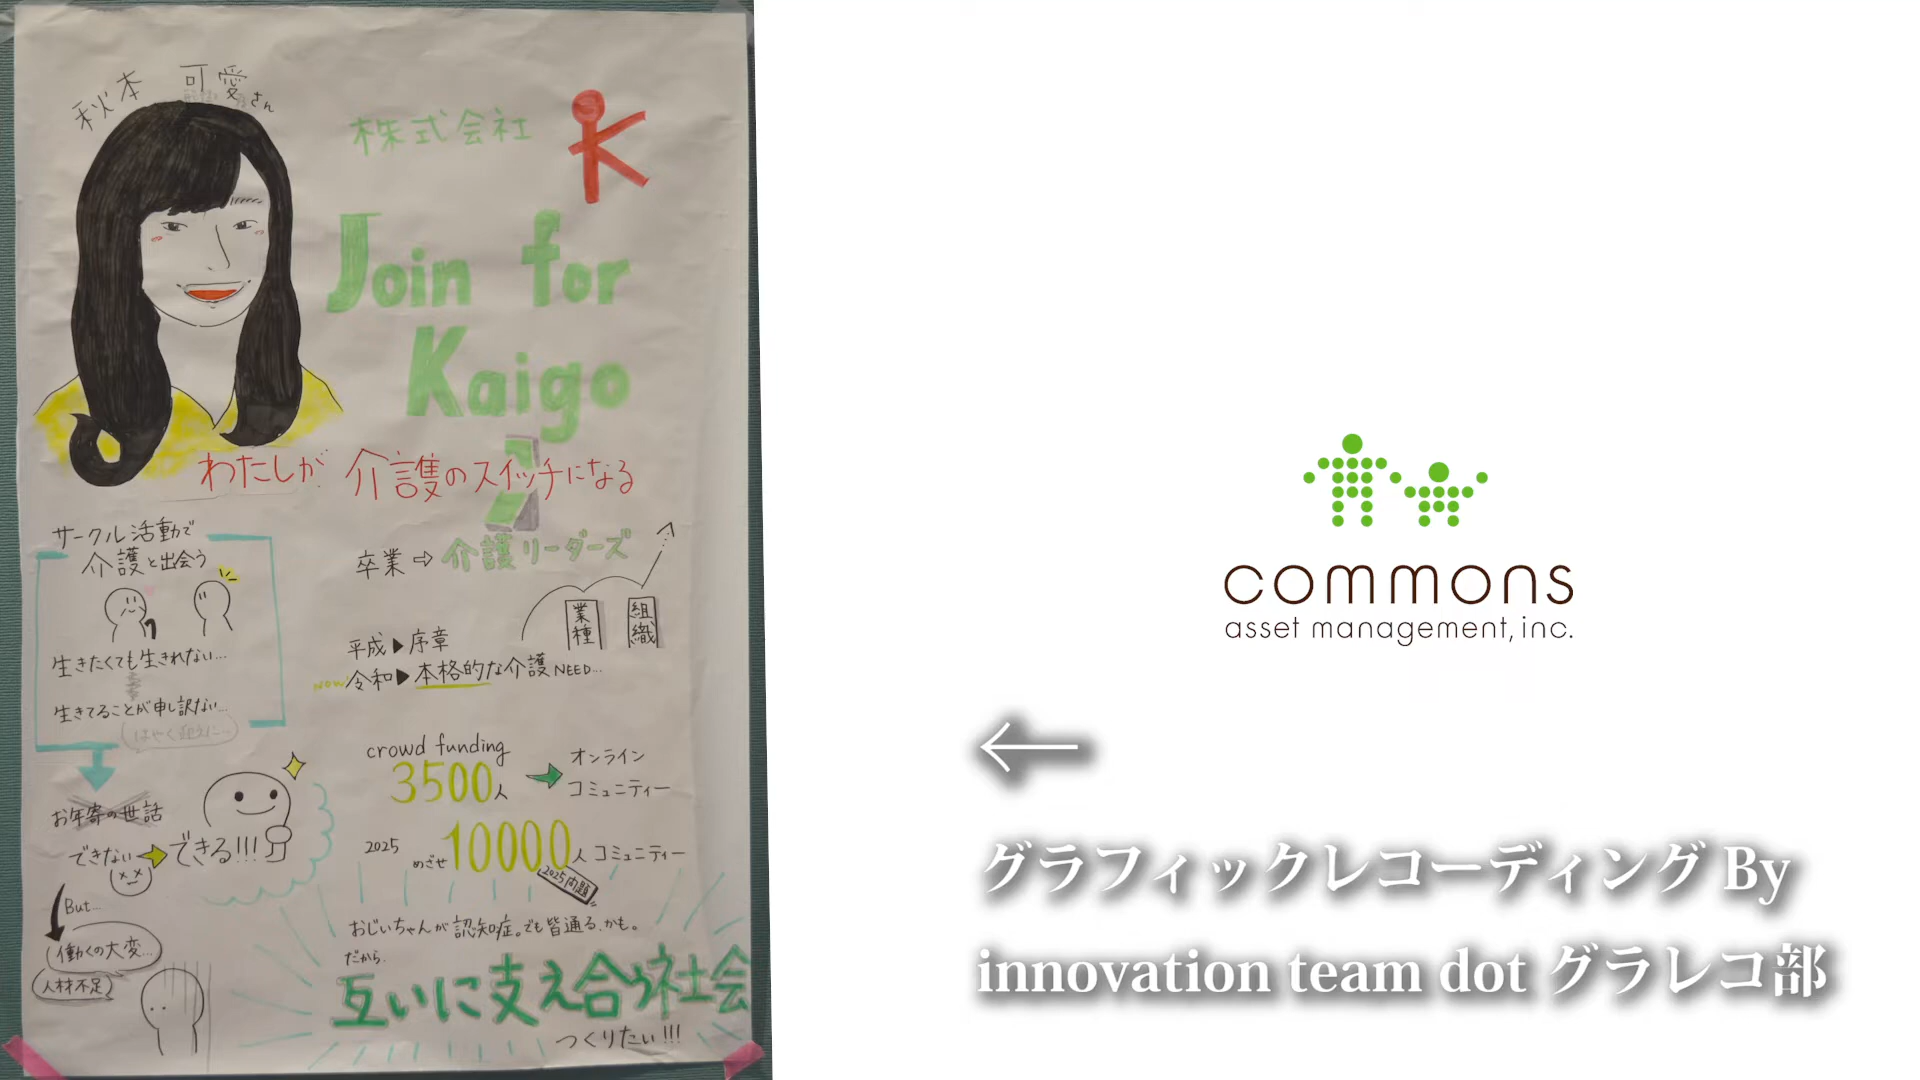 秋本 可愛さん
株式会社
Join for
Kaigo
わたしが 介護のスイッチになる
サークル活動で
介護と出会う
生きたくても生きれない…
生きてることが申し訳ない…
はやく迎えに…
お年寄の世話
できない
できる!!!
But…
働くの大変…
人材不足
卒業⇨介護リーダーズ
業種
組織
平成▶序章
NOW 令和▶本格的な介護NEED…
crowd funding
3500人
オンライン
コミュニティー
2025 めざせ 10000人 コミュニティー
2025問題
おじいちゃんが認知症。でも皆通る、かも。
だから、
互いに支え合う社会
つくりたい!!!
commons
asset management, inc.
←
グラフィックレコーディング By
innovation team dot グラレコ部